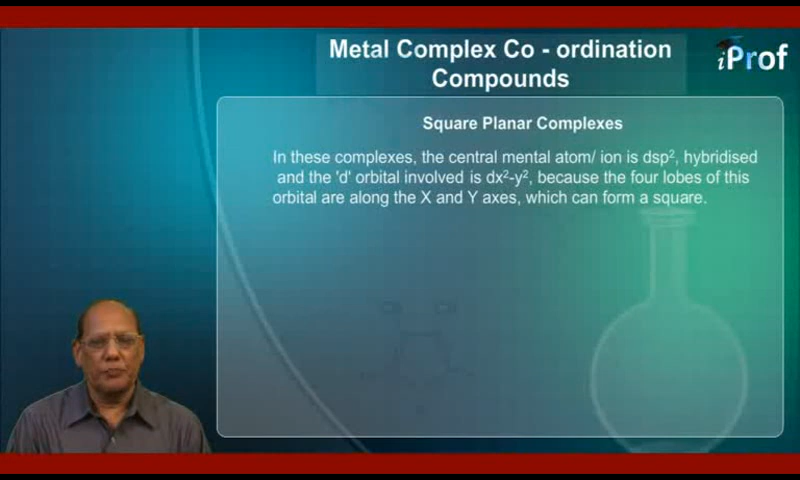 Metal Complex Co - ordination
Compounds
iProf
Square Planar Complexes
In these complexes, the central mental atom/ ion is dsp², hybridised
and the 'd' orbital involved is dx²-y², because the four lobes of this
orbital are along the X and Y axes, which can form a square.